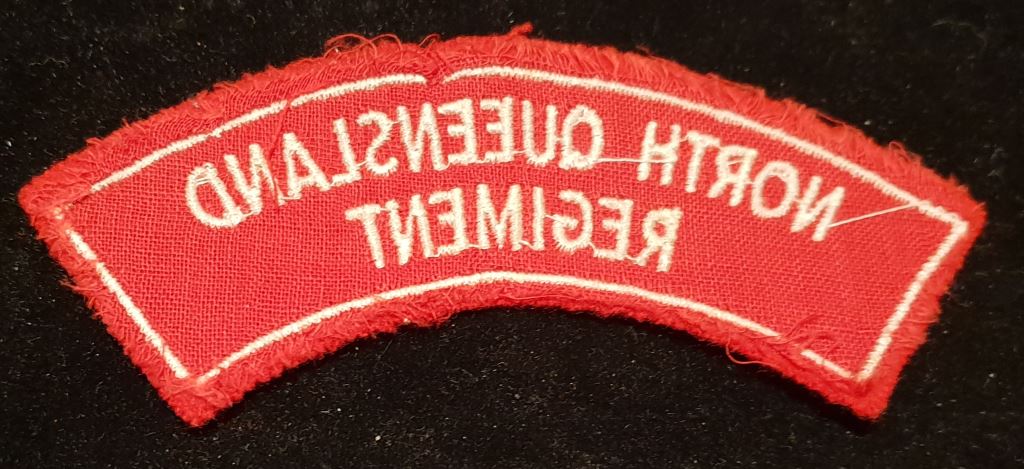 NORTH QUEENSLAND
REGIMENT